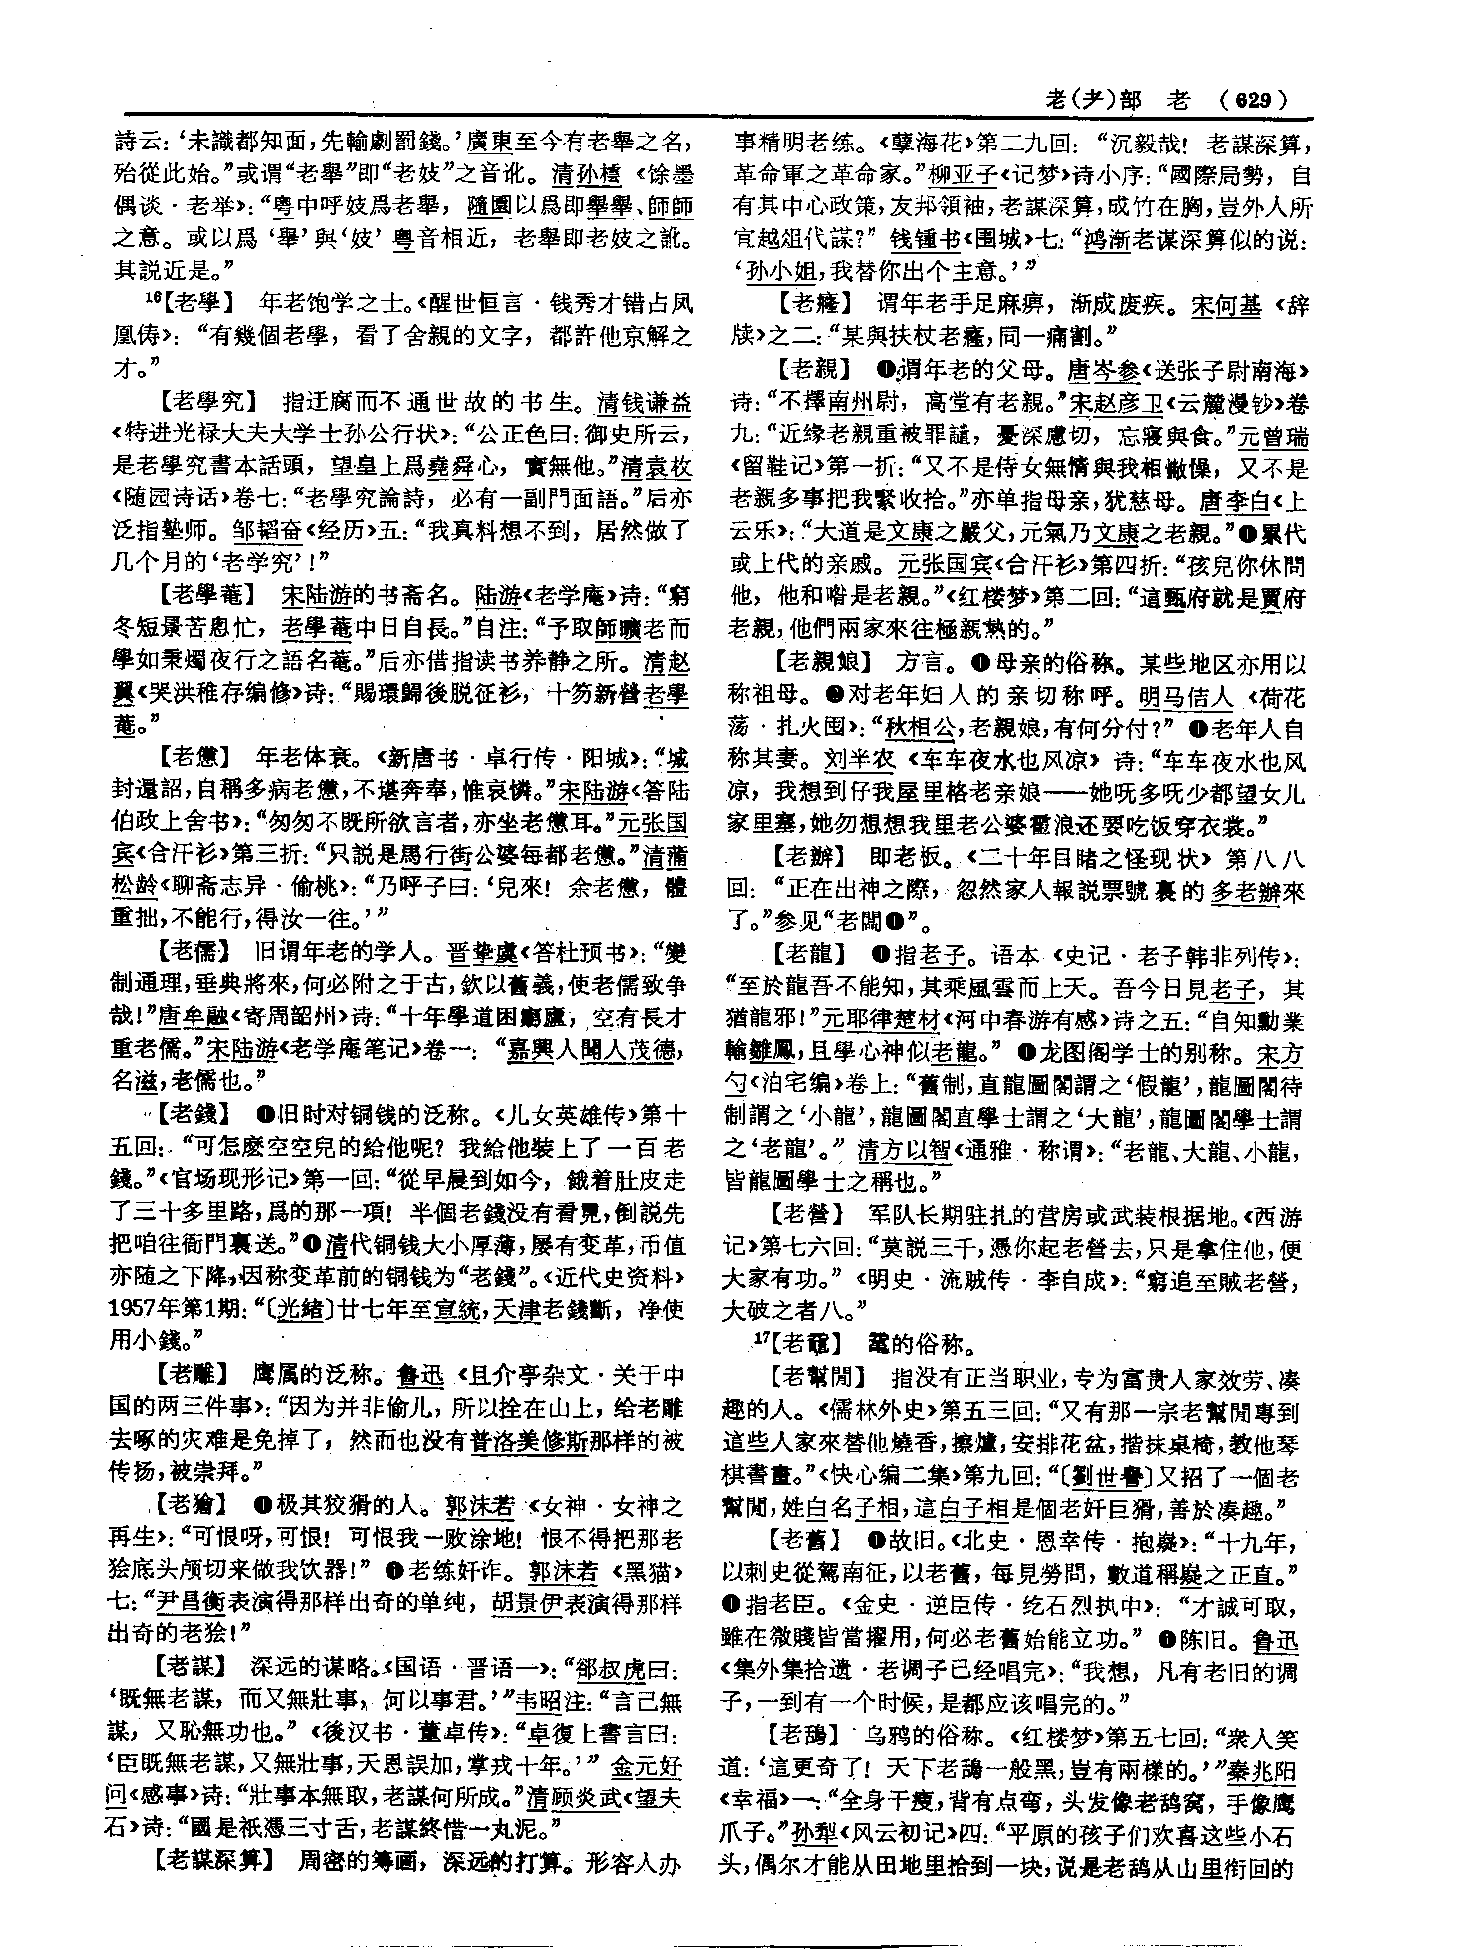 老(耂)部　老　(629)
詩云：‘未識都知面，先輸劇罰錢。’廣東至今有老舉之名，
殆從此始。”或谓“老舉”即“老妓”之音讹。清孙橒《馀墨
偶谈·老举》：“粤中呼妓爲老舉，隨園以爲即舉舉、師師
之意。或以爲‘舉’與‘妓’粤音相近，老舉即老妓之訛。
其説近是。”
16【老學】　年老饱学之士。《醒世恒言·钱秀才错占凤
凰俦》：“有幾個老學，看了舍親的文字，都許他京解之
才。”
【老學究】　指迂腐而不通世故的书生。清钱谦益
《特进光禄大夫大学士孙公行状》：“公正色曰：御史所云，
是老學究書本話頭，望皇上爲堯舜心，實無他。”清袁枚
《随园诗话》卷七：“老學究論詩，必有一副門面語。”后亦
泛指塾师。邹韬奋《经历》五：“我真料想不到，居然做了
几个月的‘老学究’！”
【老學菴】　宋陆游的书斋名。陆游《老学庵》诗：“窮
冬短景苦悤忙，老學菴中日自長。”自注：“予取師曠老而
學如秉燭夜行之語名菴。”后亦借指读书养静之所。清赵
翼《哭洪稚存编修》诗：“賜環歸後脱征衫，十笏新營老學
菴。”
【老憊】　年老体衰。《新唐书·卓行传·阳城》：“城
封還詔，自稱多病老憊，不堪奔奉，惟哀憐。”宋陆游《答陆
伯政上舍书》：“匆匆不既所欲言者，亦坐老憊耳。”元张国
宾《合汗衫》第三折：“只説是馬行街公婆每都老憊。”清蒲
松龄《聊斋志异·偷桃》：“乃呼子曰：‘兒來！余老憊，體
重拙，不能行，得汝一往。’”
【老儒】　旧谓年老的学人。晋挚虞《答杜预书》：“變
制通理，垂典將來，何必附之于古，欽以舊義，使老儒致争
哉！”唐牟融《寄周韶州》诗：“十年學道困窮廬，空有長才
重老儒。”宋陆游《老学庵笔记》卷一：“嘉興人聞人茂德，
名滋，老儒也。”
【老錢】　❶旧时对铜钱的泛称。《儿女英雄传》第十
五回：“可怎麽空空兒的給他呢？我給他裝上了一百老
錢。”《官场现形记》第一回：“從早晨到如今，餓着肚皮走
了三十多里路，爲的那一項！半個老錢没有看見，倒説先
把咱往衙門裏送。”❶清代铜钱大小厚薄，屡有变革，币值
亦随之下降，因称变革前的铜钱为“老錢”。《近代史资料》
1957年第1期：“〔光緒〕廿七年至宣統，天津老錢斷，净使
用小錢。”
【老雕】　鹰属的泛称。鲁迅《且介亭杂文·关于中
国的两三件事》：“因为并非偷儿，所以拴在山上，给老雕
去啄的灾难是免掉了，然而也没有普洛美修斯那样的被
传扬，被崇拜。”
【老獪】　❶极其狡猾的人。郭沫若《女神·女神之
再生》：“可恨呀，可恨！可恨我一败涂地！恨不得把那老
狯底头颅切来做我饮器！”❶老练奸诈。郭沫若《黑猫》
七：“尹昌衡表演得那样出奇的单纯，胡景伊表演得那样
出奇的老狯！”
【老謀】　深远的谋略。《国语·晋语一》：“郤叔虎曰：
‘既無老謀，而又無壯事，何以事君。’”韦昭注：“言己無
謀，又恥無功也。”《後汉书·董卓传》：“卓復上書言曰：
‘臣既無老謀，又無壯事，天恩誤加，掌戎十年。’”金元好
问《感事》诗：“壯事本無取，老謀何所成。”清顾炎武《望夫
石》诗：“國是祇憑三寸舌，老謀終惜一丸泥。”
【老謀深算】　周密的筹画，深远的打算。形容人办
事精明老练。《孽海花》第二九回：“沉毅哉！老謀深算，
革命軍之革命家。”柳亚子《记梦》诗小序：“國際局勢，自
有其中心政策，友邦領袖，老謀深算，成竹在胸，豈外人所
宜越俎代謀？”钱锺书《围城》七：“鸿渐老谋深算似的说：
‘孙小姐，我替你出个主意。’”
【老癃】　谓年老手足麻痹，渐成废疾。宋何基《辞
牍》之二：“某與扶杖老癃，同一痛劄。”
【老親】　❶谓年老的父母。唐岑参《送张子尉南海》
诗：“不擇南州尉，高堂有老親。”宋赵彦卫《云麓漫钞》卷
九：“近缘老親重被罪譴，憂深慮切，忘寢與食。”元曾瑞
《留鞋记》第一折：“又不是侍女無情與我相懒懆，又不是
老親多事把我緊收拾。”亦单指母亲，犹慈母。唐李白《上
云乐》：“大道是文康之嚴父，元氣乃文康之老親。”❶累代
或上代的亲戚。元张国宾《合汗衫》第四折：“孩兒你休問
他，他和咱是老親。”《红楼梦》第二回：“這甄府就是賈府
老親，他們兩家來往極親熱的。”
【老親娘】　方言。❶母亲的俗称。某些地区亦用以
称祖母。❷对老年妇人的亲切称呼。明马佶人《荷花
荡·扎火囤》：“秋相公，老親娘，有何分付？”❶老年人自
称其妻。刘半农《车车夜水也风凉》诗：“车车夜水也风
凉，我想到仔我屋里格老亲娘——她呒多呒少都望女儿
家里塞，她勿想想我里老公婆霍浪还要吃饭穿衣裳。”
【老辦】　即老板。《二十年目睹之怪现状》第八八
回：“正在出神之際，忽然家人報説票號裏的多老辦來
了。”参见“老闆❶”。
【老龍】　❶指老子。语本《史记·老子韩非列传》：
“至於龍吾不能知，其乘風雲而上天。吾今日見老子，其
猶龍邪！”元耶律楚材《河中春游有感》诗之五：“自知勳業
輸雛鳳，且學心神似老龍。”❶龙图阁学士的别称。宋方
勺《泊宅编》卷上：“舊制，直龍圖閣謂之‘假龍’，龍圖閣待
制謂之‘小龍’，龍圖閣直學士謂之‘大龍’，龍圖閣學士謂
之‘老龍’。”清方以智《通雅·称谓》：“老龍、大龍、小龍，
皆龍圖學士之稱也。”
【老營】　军队长期驻扎的营房或武装根据地。《西游
记》第七六回：“莫説三千，憑你起老營去，只是拿住他，便
大家有功。”《明史·流贼传·李自成》：“窮追至賊老營，
大破之者八。”
17【老黿】　鼋的俗称。
【老幫閒】　指没有正当职业，专为富贵人家效劳、凑
趣的人。《儒林外史》第五三回：“又有那一宗老幫閒專到
這些人家來替他燒香，擦爐，安排花盆，揩抹桌椅，教他琴
棋書畫。”《快心编二集》第九回：“〔劉世譽〕又招了一個老
幫閒，姓白名子相，這白子相是個老奸巨猾，善於凑趣。”
【老舊】　❶故旧。《北史·恩幸传·抱嶷》：“十九年，
以刺史從駕南征，以老舊，每見勞問，數道稱嶷之正直。”
❶指老臣。《金史·逆臣传·纥石烈执中》：“才誠可取，
雖在微賤皆當擢用，何必老舊始能立功。”❶陈旧。鲁迅
《集外集拾遗·老调子已经唱完》：“我想，凡有老旧的调
子，一到有一个时候，是都应该唱完的。”
【老鴰】　乌鸦的俗称。《红楼梦》第五七回：“衆人笑
道：‘這更奇了！天下老鴰一般黑，豈有兩樣的。’”秦兆阳
《幸福》一：“全身干瘦，背有点弯，头发像老鸹窝，手像鹰
爪子。”孙犁《风云初记》四：“平原的孩子们欢喜这些小石
头，偶尔才能从田地里拾到一块，说是老鸹从山里衔回的